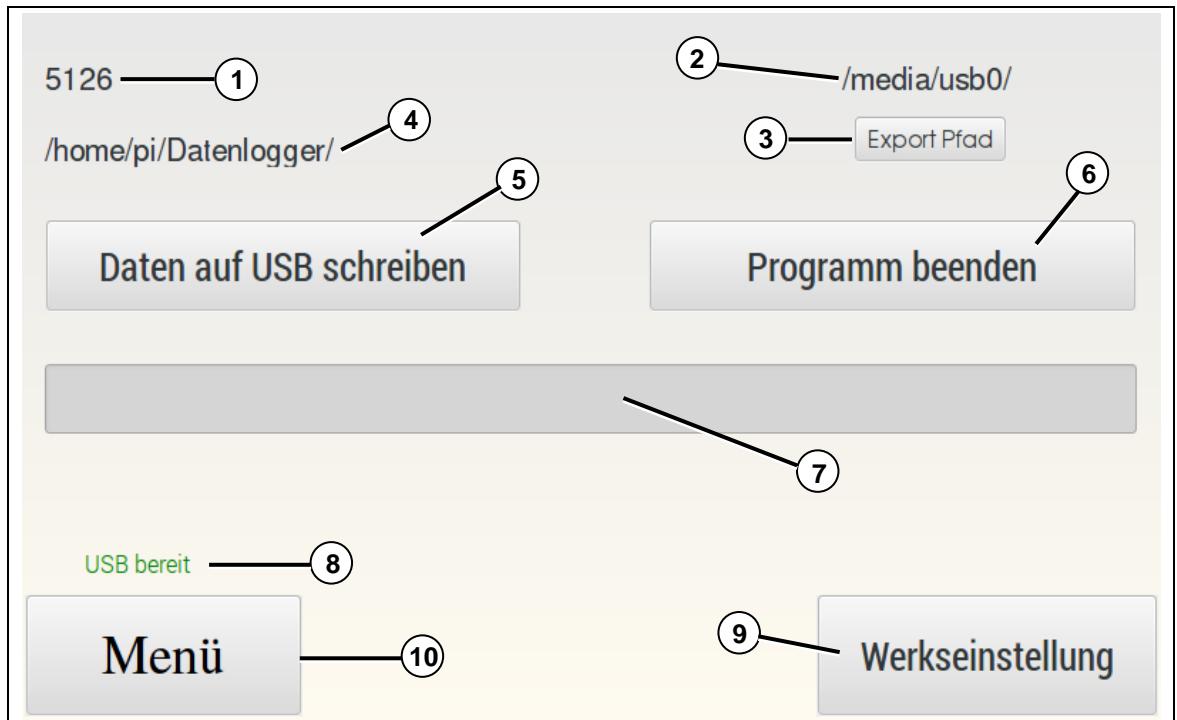 5126
1
2
/media/usb0/
/home/pi/Datenlogger/
4
3
Export Pfad
5
6
Daten auf USB schreiben
Programm beenden
7
USB bereit
8
Menü
10
9
Werkseinstellung